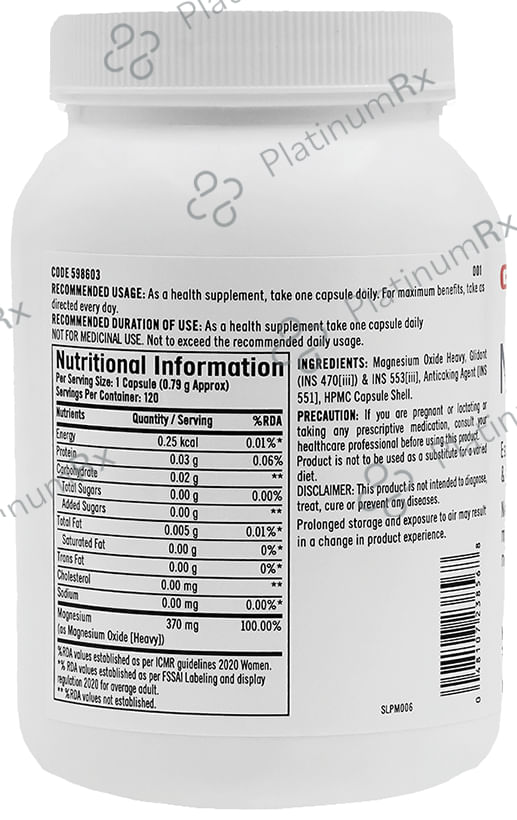 PlatinumRx
PlatinumRx
PlatinumRx
CODE 598603
001
RECOMMENDED USAGE: As a health supplement, take one capsule daily. For maximum benefits, take as
directed every day.
RECOMMENDED DURATION OF USE: As a health supplement take one capsule daily
NOT FOR MEDICINAL USE. Not to exceed the recommended daily usage.
Nutritional Information
Per Serving Size: 1 Capsule (0.79 g Approx)
Servings Per Container: 120
Nutrients Quantity / Serving %RDA
Energy 0.25 kcal 0.01%*
Protein 0.03 g 0.06%
Carbohydrate 0.02 g **
Total Sugars 0.00 g 0.00%
Added Sugars 0.00 g **
Total Fat 0.005 g 0.01%*
Saturated Fat 0.00 g 0%*
Trans Fat 0.00 g 0%*
Cholesterol 0.00 mg **
Sodium 0.00 mg 0.00%*
Magnesium 370 mg 100.00%
(as Magnesium Oxide [Heavy])
%RDA values established as per ICMR guidelines 2020 Women.
*% RDA values established as per FSSAI Labeling and display
regulation 2020 for average adult.
** %RDA values not established.
INGREDIENTS: Magnesium Oxide Heavy, Glidant
(INS 470[iii]) & INS 553[iii], Anticaking Agent [INS
551], HPMC Capsule Shell.
PRECAUTION: If you are pregnant or lactating or
taking any prescriptive medication, consult your
healthcare professional before using this product.
Product is not to be used as a substitute for a varied
diet.
DISCLAIMER: This product is not intended to diagnose,
treat, cure or prevent any diseases.
Prolonged storage and exposure to air may result
in a change in product experience.
SLPM006